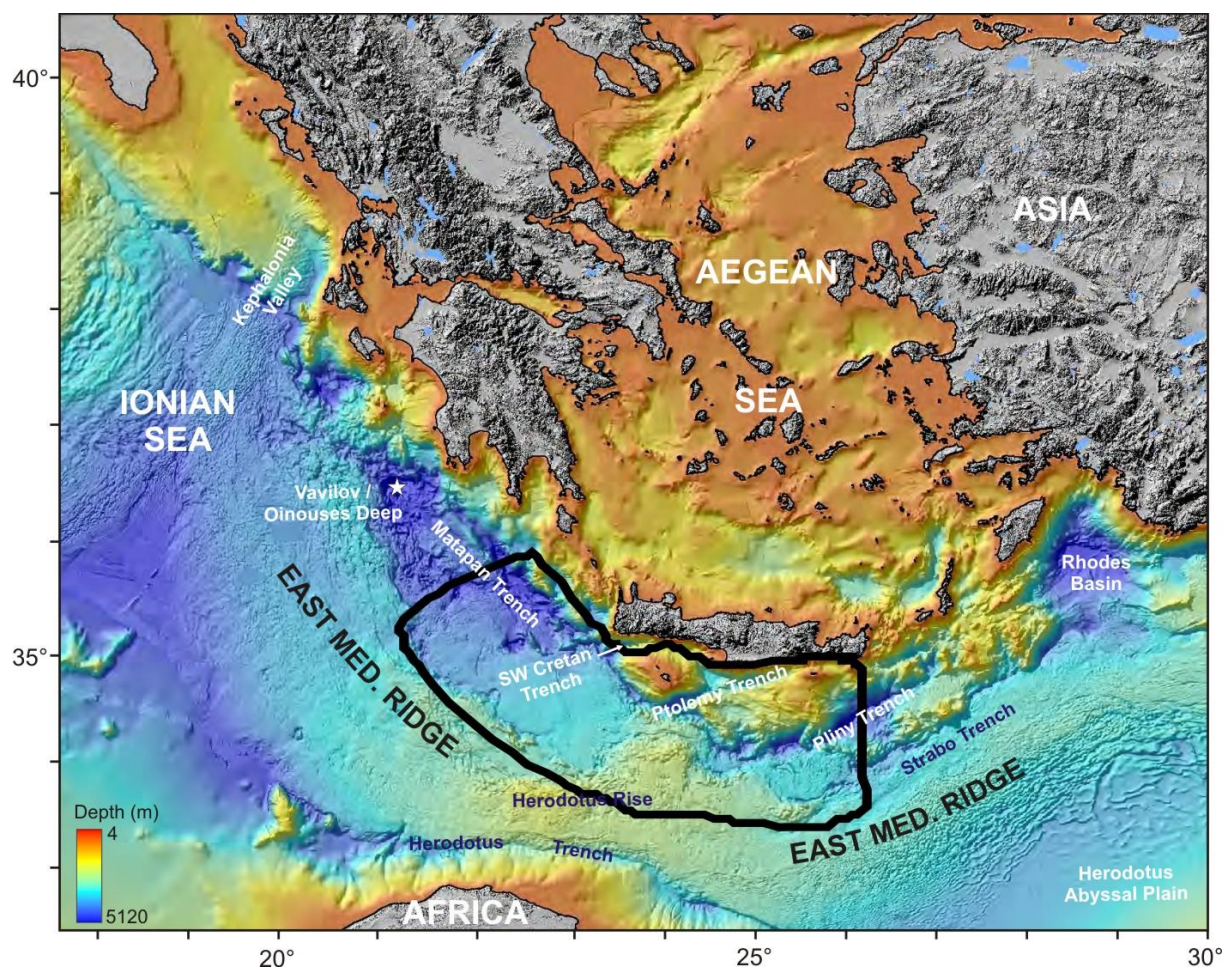 40°
ASIA
AEGEAN
Kephalonia
Valley
IONIAN
SEA
SEA
Vavilov /
Oinouses Deep
Matapan Trench
Rhodes
Basin
35°
EAST MED. RIDGE
SW Cretan
Trench
Ptolemy Trench
Pliny Trench
Strabo Trench
Herodotus Rise
EAST MED. RIDGE
Depth (m)
4
5120
Herodotus Trench
Herodotus
Abyssal Plain
AFRICA
20°
25°
30°